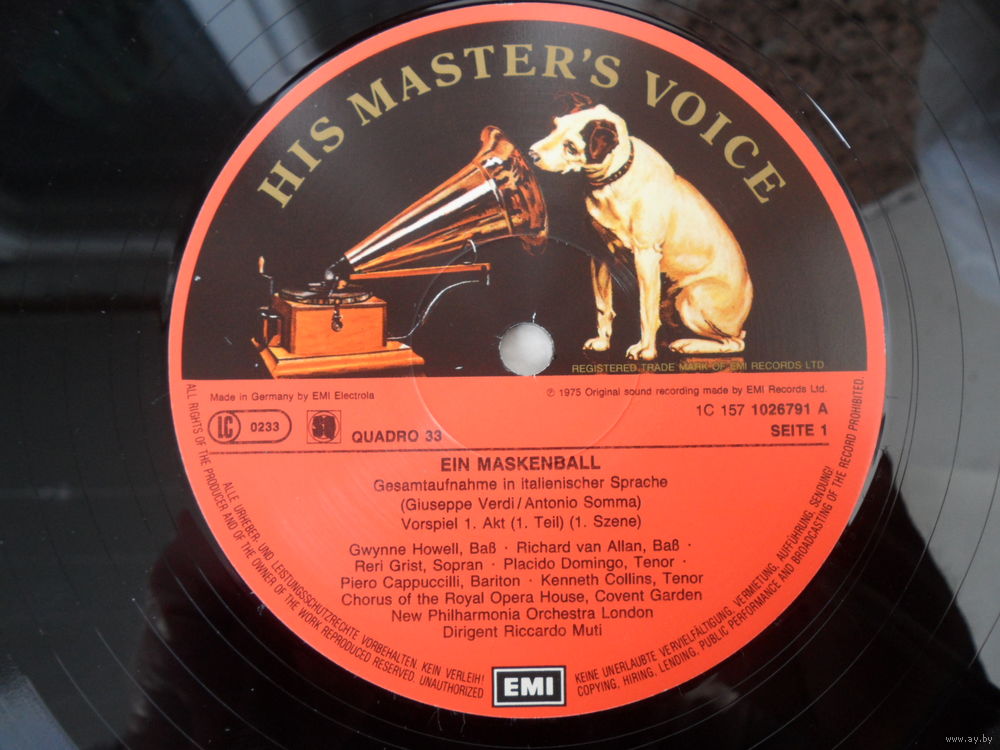 HIS MASTER'S VOICE
REGISTERED TRADE MARK OF EMI RECORDS LTD.
Made in Germany by EMI Electrola
℗ 1975 Original sound recording made by EMI Records Ltd.
LC 0233
QUADRO 33
1C 157 1026791 A
SEITE 1
EIN MASKENBALL
Gesamtaufnahme in italienischer Sprache
(Giuseppe Verdi/Antonio Somma)
Vorspiel 1. Akt (1. Teil) (1. Szene)
Gwynne Howell, Baß · Richard van Allan, Baß ·
Reri Grist, Sopran · Placido Domingo, Tenor ·
Piero Cappuccilli, Bariton · Kenneth Collins, Tenor
Chorus of the Royal Opera House, Covent Garden
New Philharmonia Orchestra London
Dirigent Riccardo Muti
EMI
ALLE URHEBER- UND LEISTUNGSSCHUTZRECHTE VORBEHALTEN. KEIN VERLEIH!
KEINE UNERLAUBTE VERVIELFÄLTIGUNG, VERMIETUNG, AUFFÜHRUNG, SENDUNG!
ALL RIGHTS OF THE PRODUCER AND OF THE OWNER OF THE WORK REPRODUCED RESERVED. UNAUTHORIZED
COPYING, HIRING, LENDING, PUBLIC PERFORMANCE AND BROADCASTING OF THE RECORD PROHIBITED.
www.ay.by